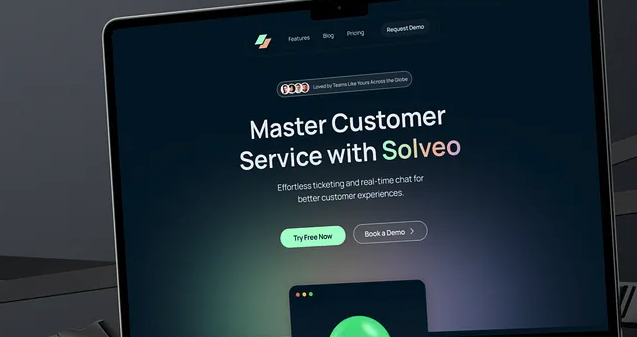 Features
Blog
Pricing
Request Demo
Loved by Teams Like Yours Across the Globe
Master Customer
Service with Solveo
Effortless ticketing and real-time chat for
better customer experiences.
Try Free Now
Book a Demo